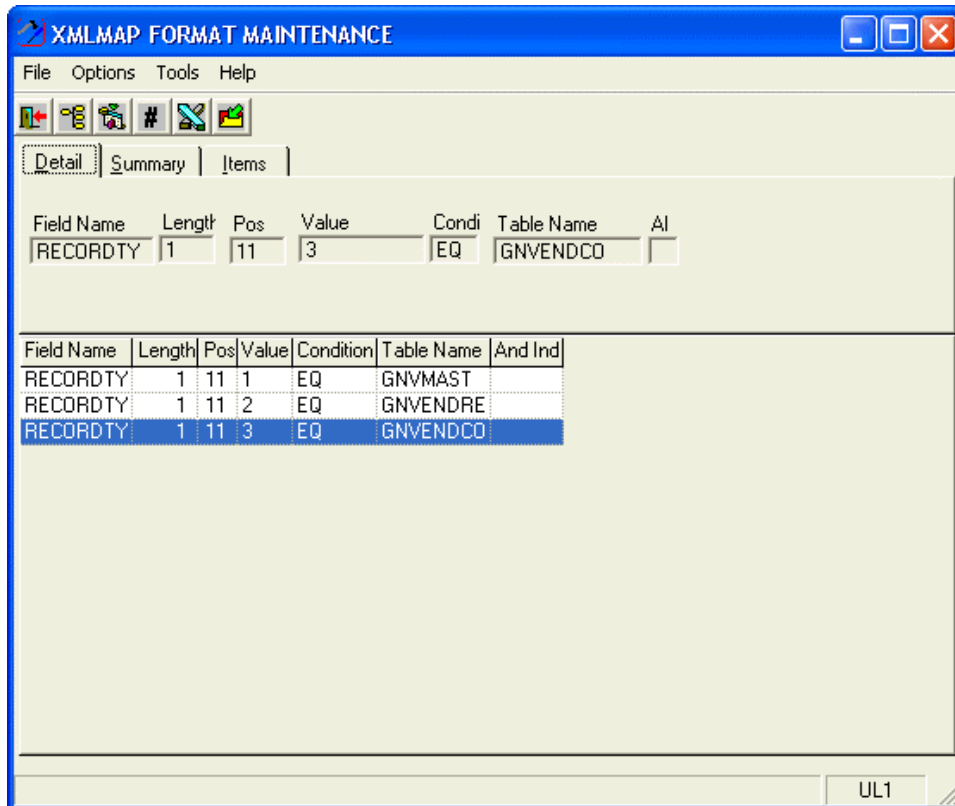 XMLMAP FORMAT MAINTENANCE
File Options Tools Help
#
Detail Summary Items
Field Name Length Pos Value Condi Table Name AI
RECORDTY 1 11 3 EQ GNVENDCO
Field Name Length Pos Value Condition Table Name And Ind
RECORDTY 1 11 1 EQ GNVMAST
RECORDTY 1 11 2 EQ GNVENDRE
RECORDTY 1 11 3 EQ GNVENDCO
UL1